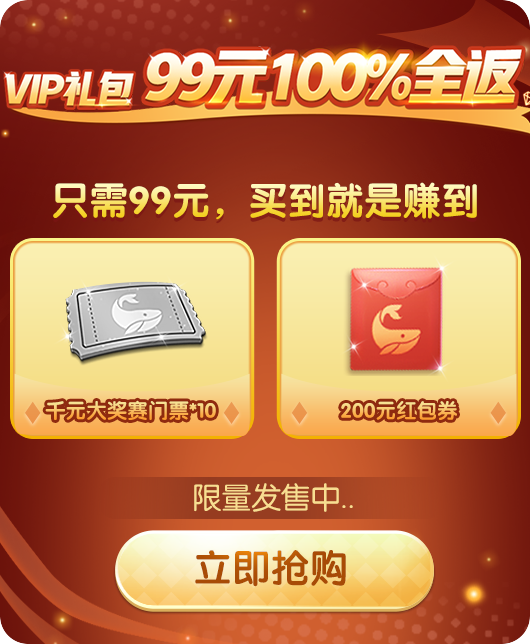 VIP礼包 99元100%全返
只需99元，买到就是赚到
千元大奖赛门票*10
200元红包券
限量发售中..
立即抢购